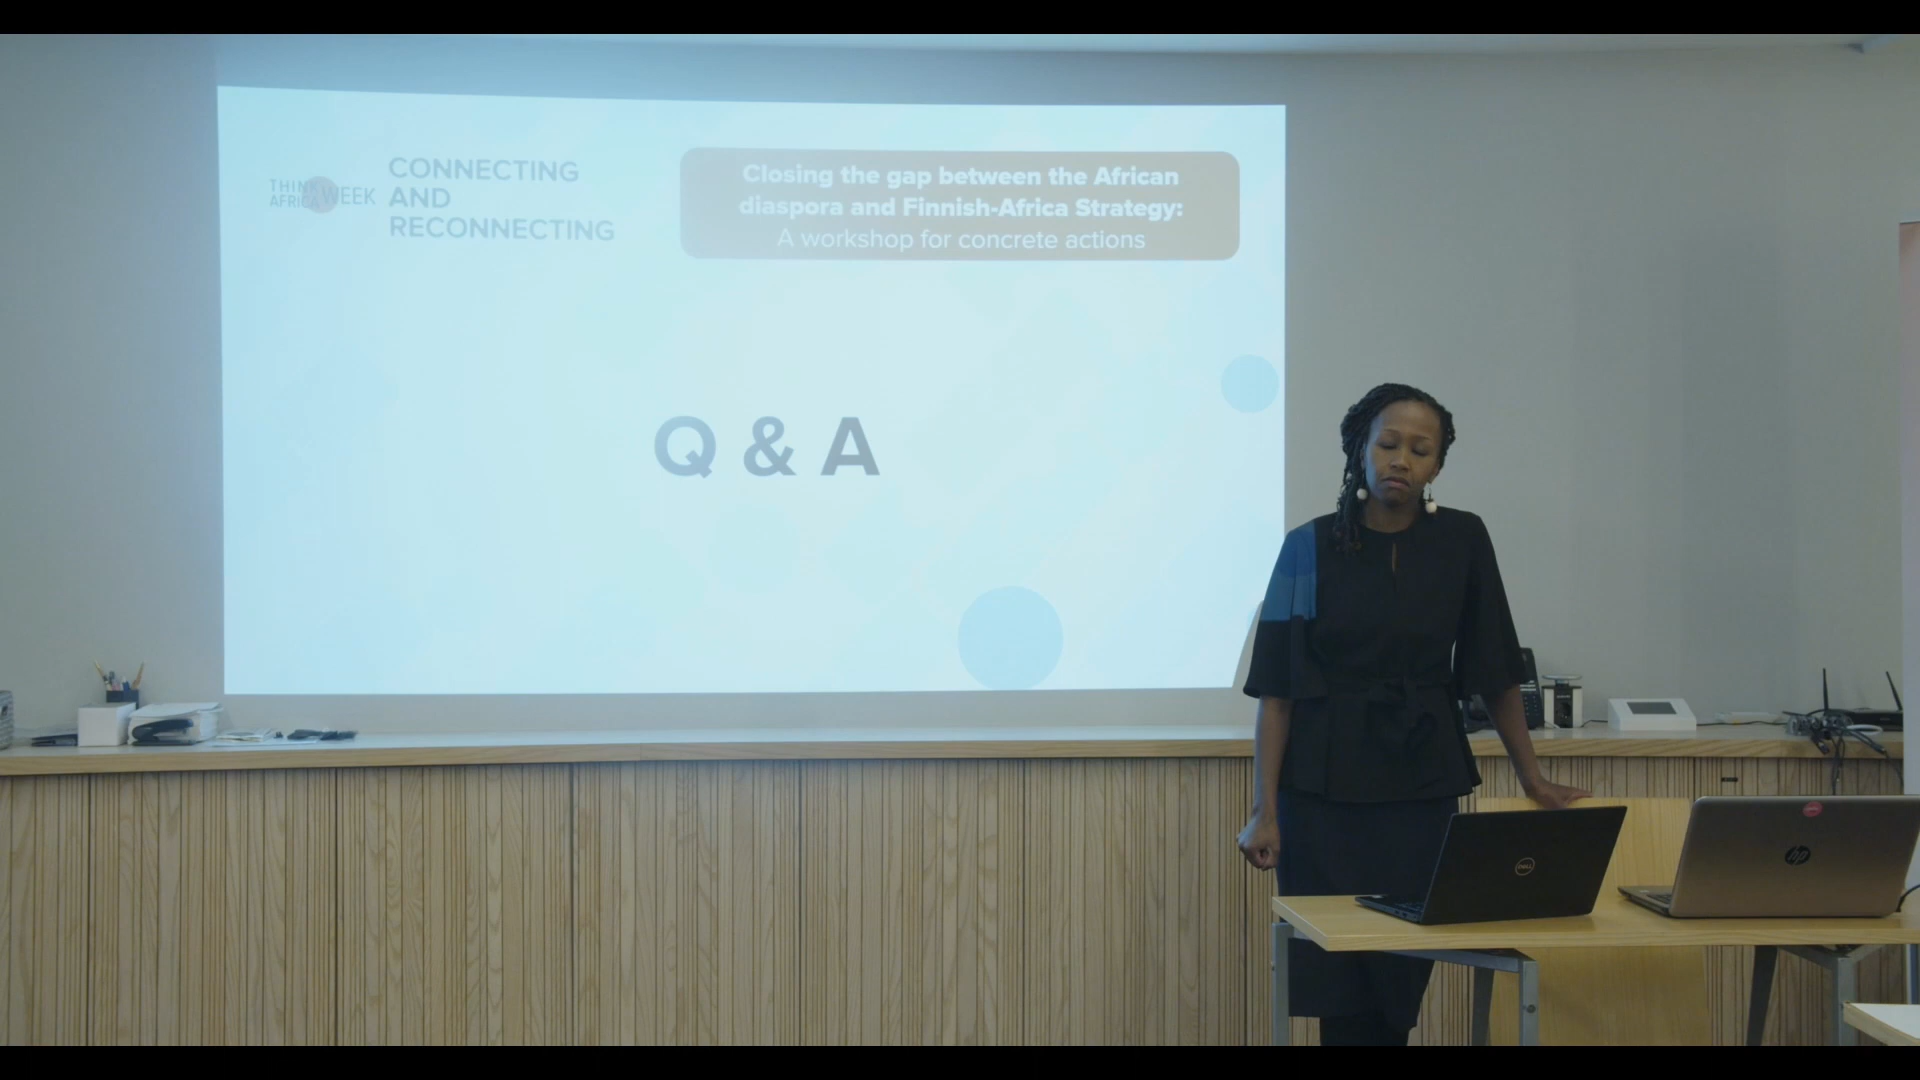 THINK
AFRICA WEEK
CONNECTING
AND
RECONNECTING
Closing the gap between the African
diaspora and Finnish-Africa Strategy:
A workshop for concrete actions
Q & A
DELL
hp